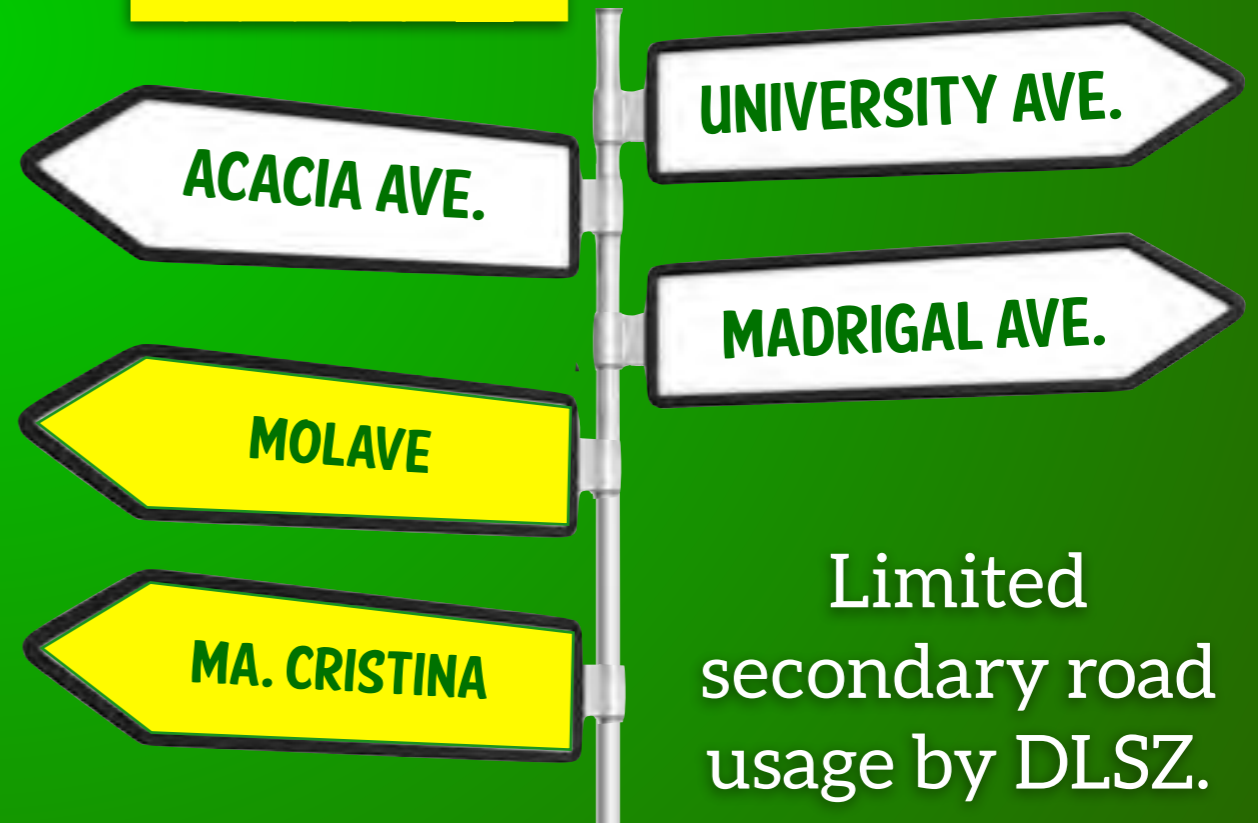 UNIVERSITY AVE.
ACACIA AVE.
MADRIGAL AVE.
MOLAVE
MA. CRISTINA
Limited
secondary road
usage by DLSZ.